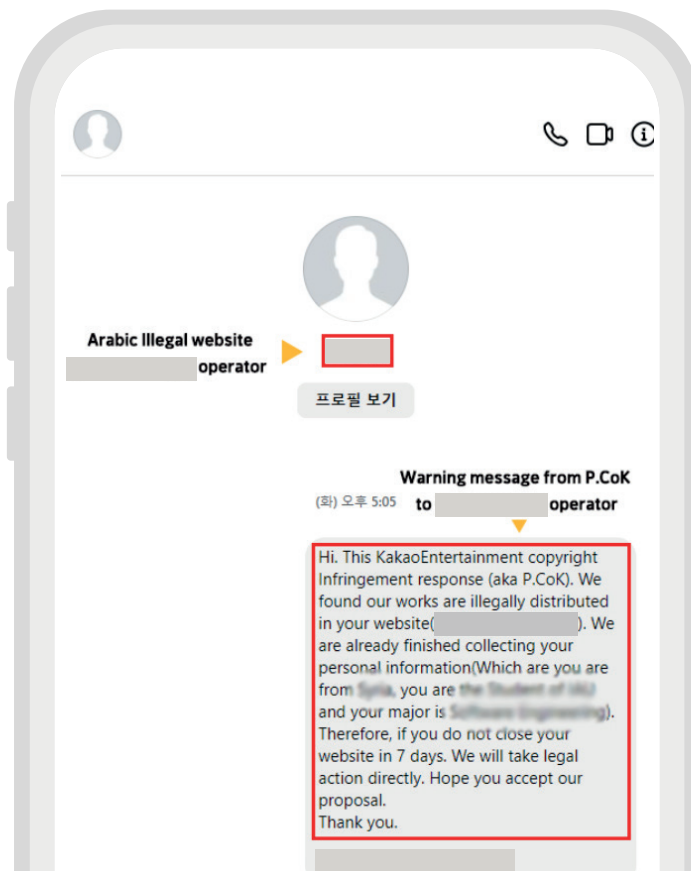 Arabic Illegal website
operator
프로필 보기
Warning message from P.CoK
(화) 오후 5:05 to operator
Hi. This KakaoEntertainment copyright
Infringement response (aka P.CoK). We
found our works are illegally distributed
in your website( ). We
are already finished collecting your
personal information(Which are you are
from , you are
and your major is ).
Therefore, if you do not close your
website in 7 days. We will take legal
action directly. Hope you accept our
proposal.
Thank you.